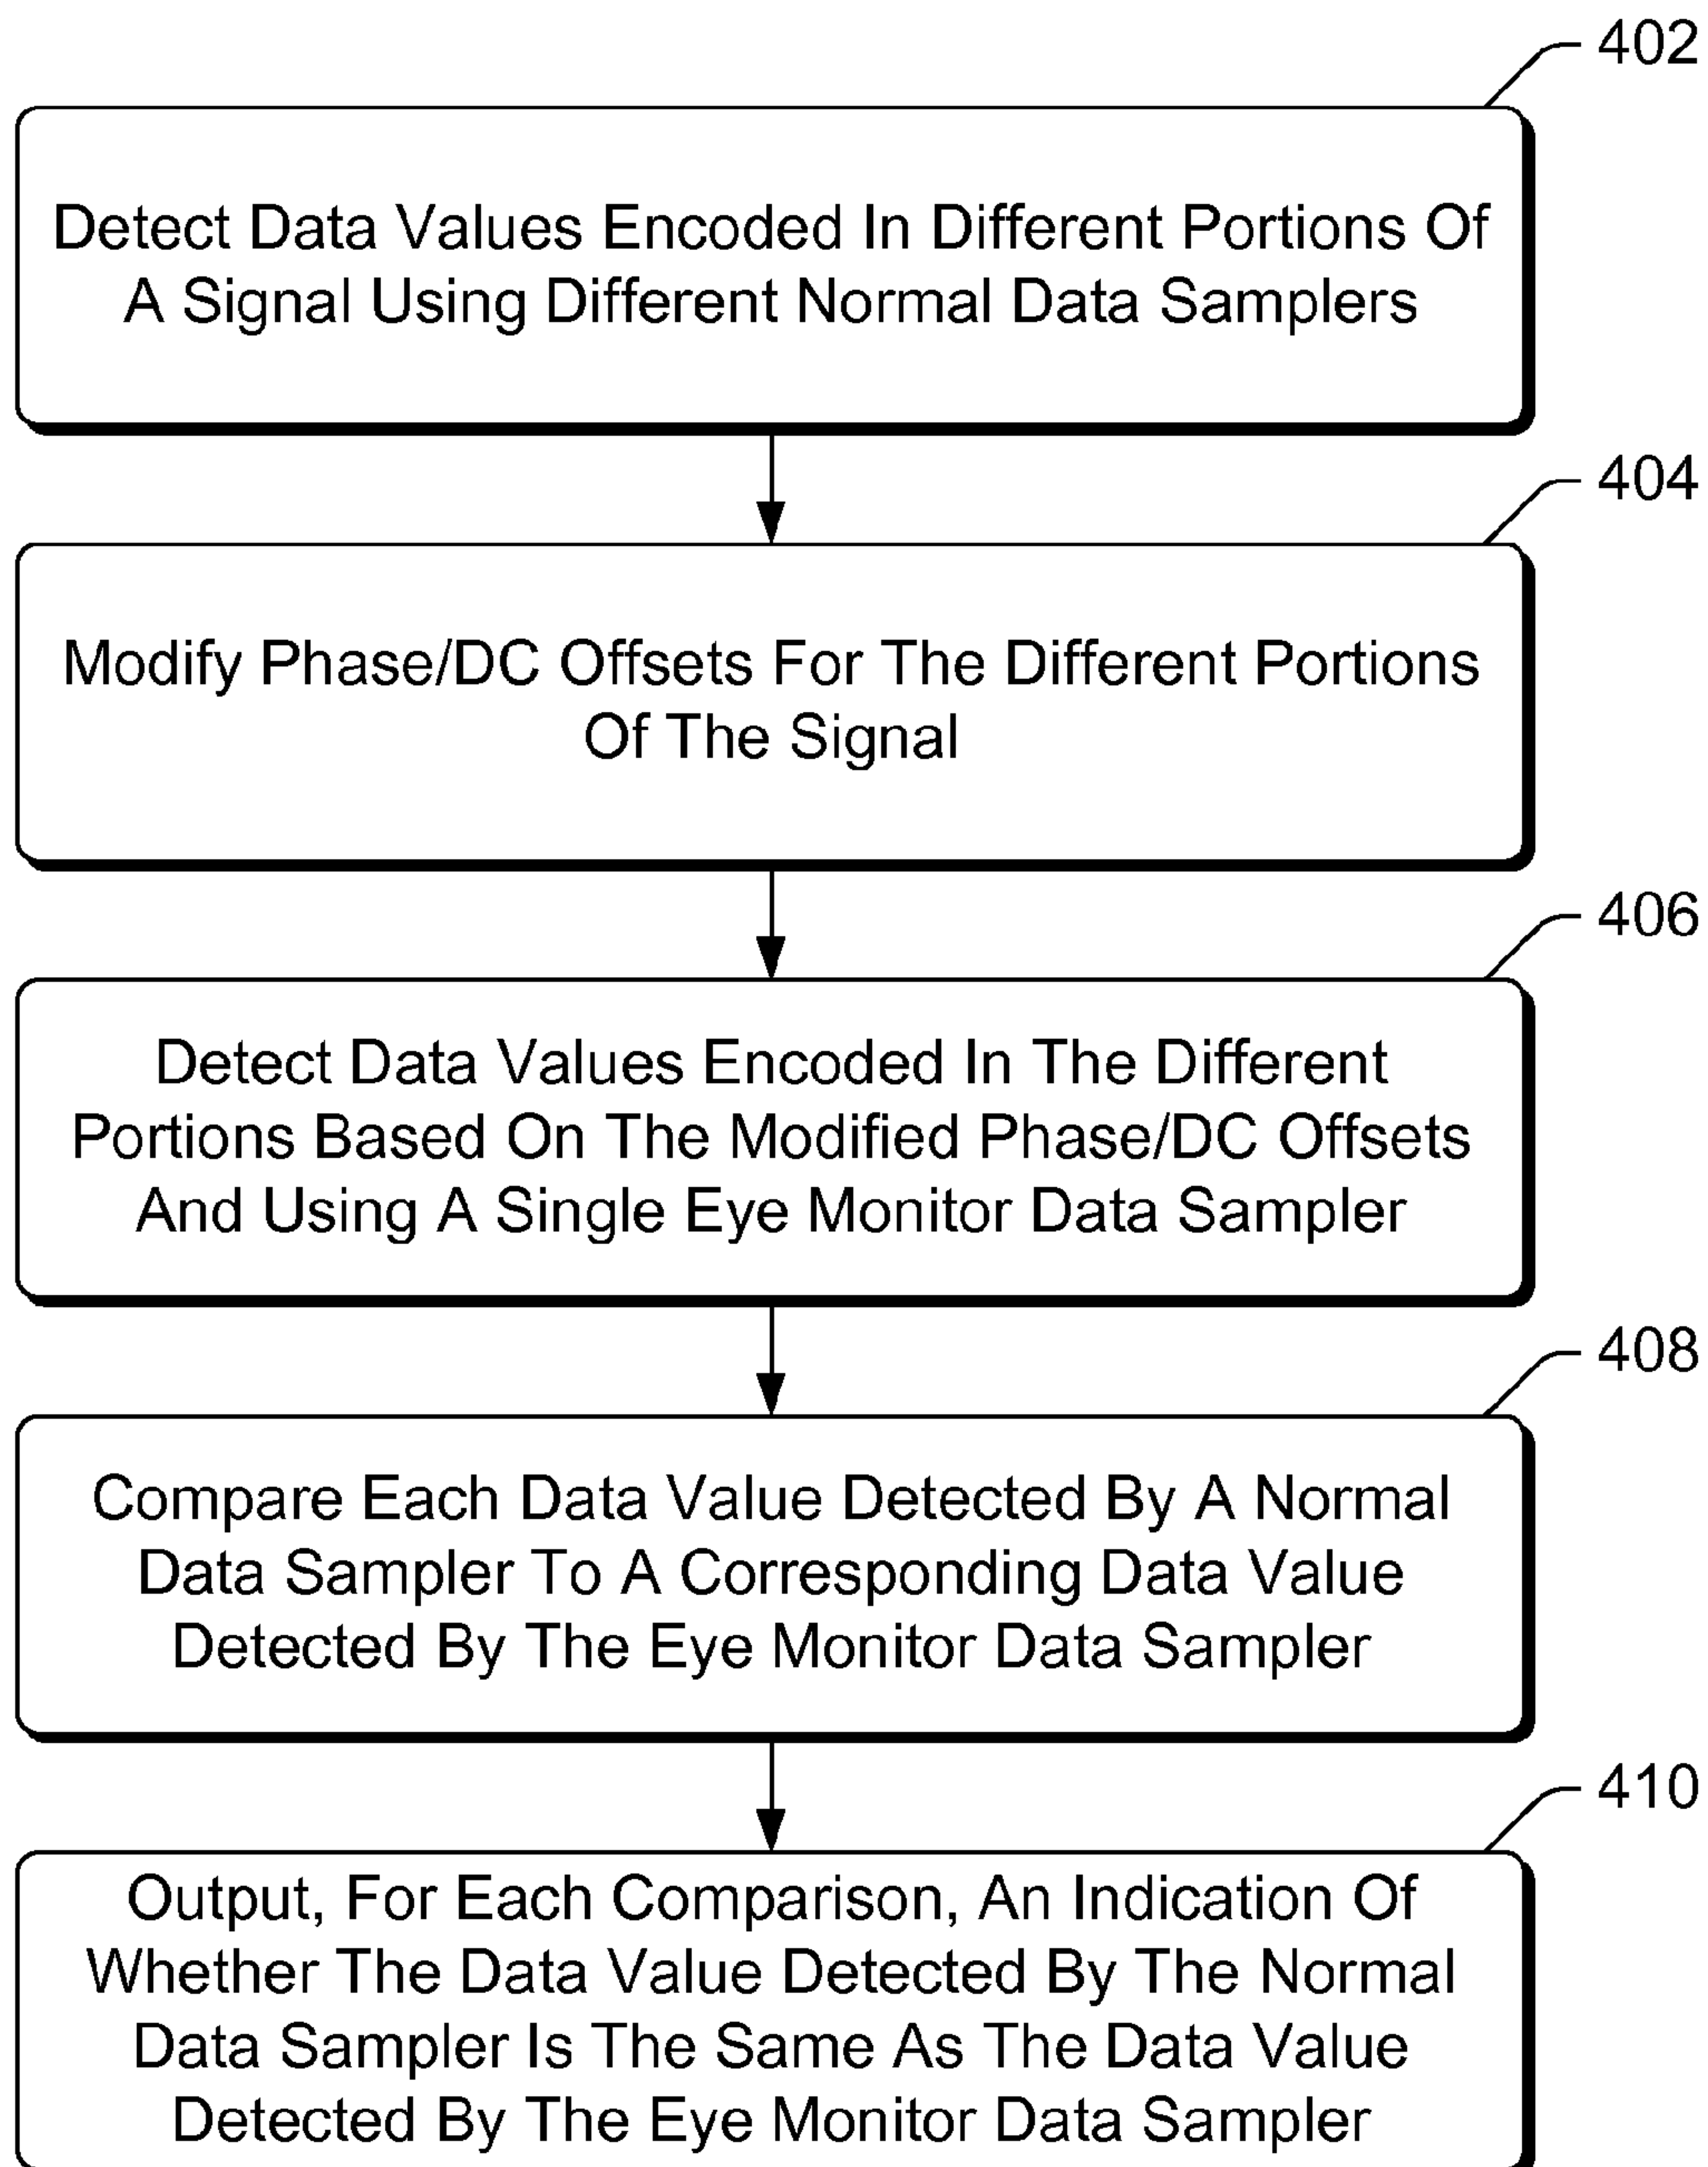 402
Detect Data Values Encoded In Different Portions Of
A Signal Using Different Normal Data Samplers
404
Modify Phase/DC Offsets For The Different Portions
Of The Signal
406
Detect Data Values Encoded In The Different
Portions Based On The Modified Phase/DC Offsets
And Using A Single Eye Monitor Data Sampler
408
Compare Each Data Value Detected By A Normal
Data Sampler To A Corresponding Data Value
Detected By The Eye Monitor Data Sampler
410
Output, For Each Comparison, An Indication Of
Whether The Data Value Detected By The Normal
Data Sampler Is The Same As The Data Value
Detected By The Eye Monitor Data Sampler